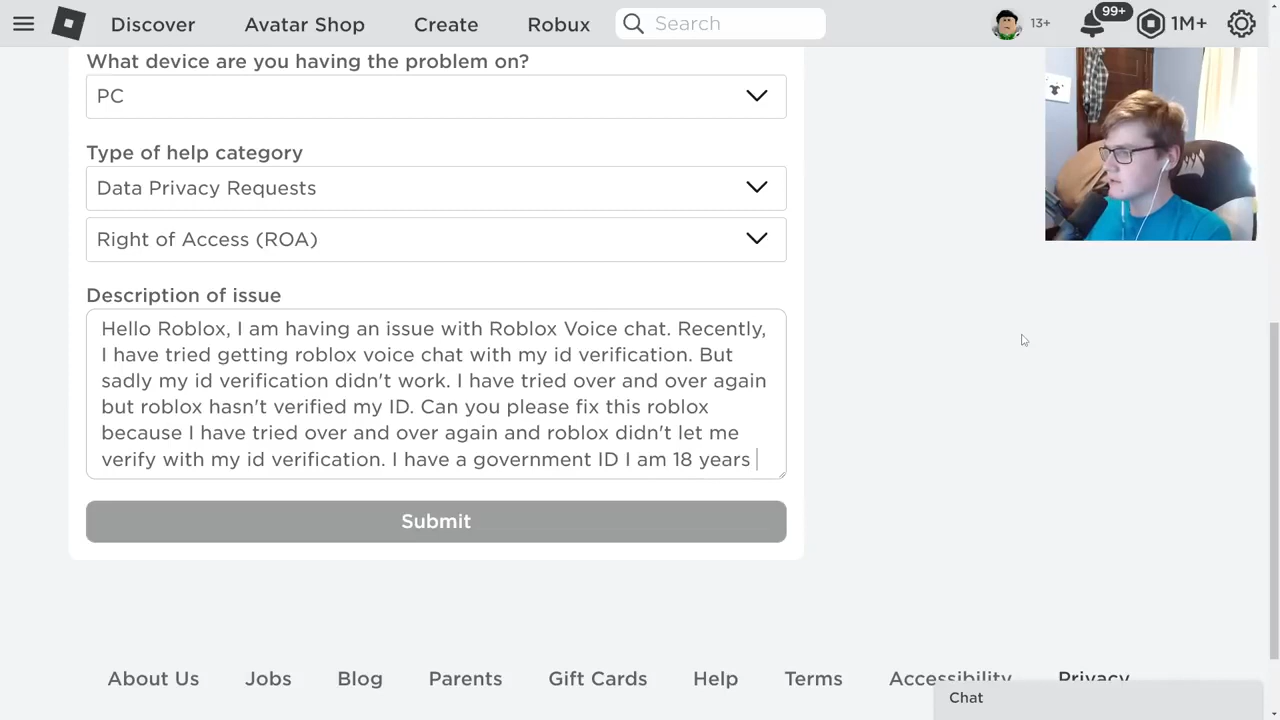 Discover Avatar Shop Create Robux Search 13+ 99+ 1M+
What device are you having the problem on?
PC
Type of help category
Data Privacy Requests
Right of Access (ROA)
Description of issue
Hello Roblox, I am having an issue with Roblox Voice chat. Recently,
I have tried getting roblox voice chat with my id verification. But
sadly my id verification didn't work. I have tried over and over again
but roblox hasn't verified my ID. Can you please fix this roblox
because I have tried over and over again and roblox didn't let me
verify with my id verification. I have a government ID I am 18 years
Submit
About Us Jobs Blog Parents Gift Cards Help Terms Accessibility Privacy
Chat